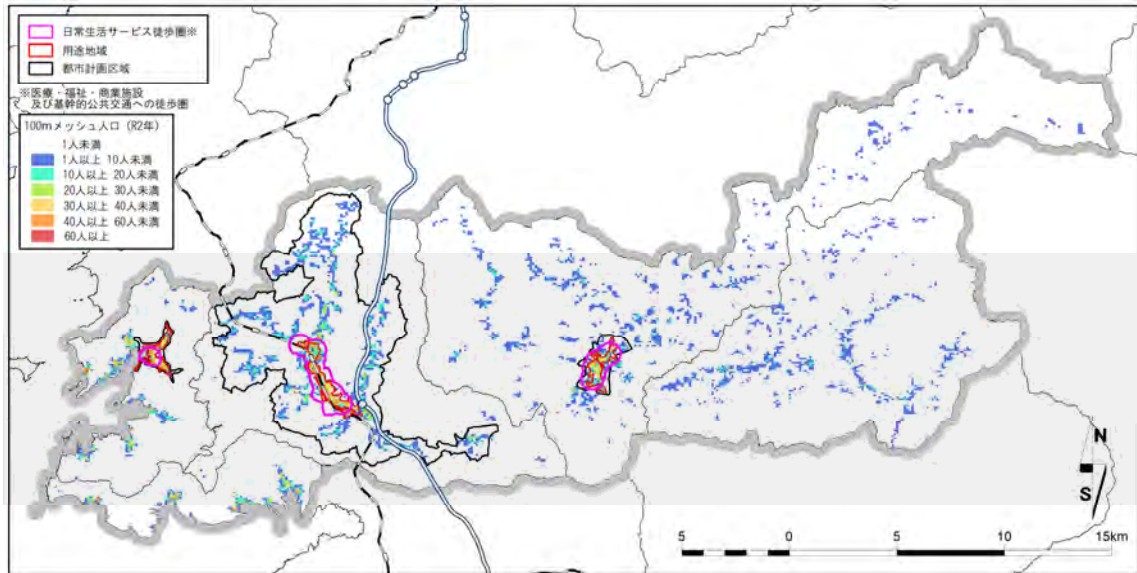 日常生活サービス徒歩圏※
用途地域
都市計画区域
※医療・福祉・商業施設
及び基幹的公共交通への徒歩圏
100mメッシュ人口（R2年）
1人未満
1人以上 10人未満
10人以上 20人未満
20人以上 30人未満
30人以上 40人未満
40人以上 60人未満
60人以上
N
S
5 0 5 10 15km